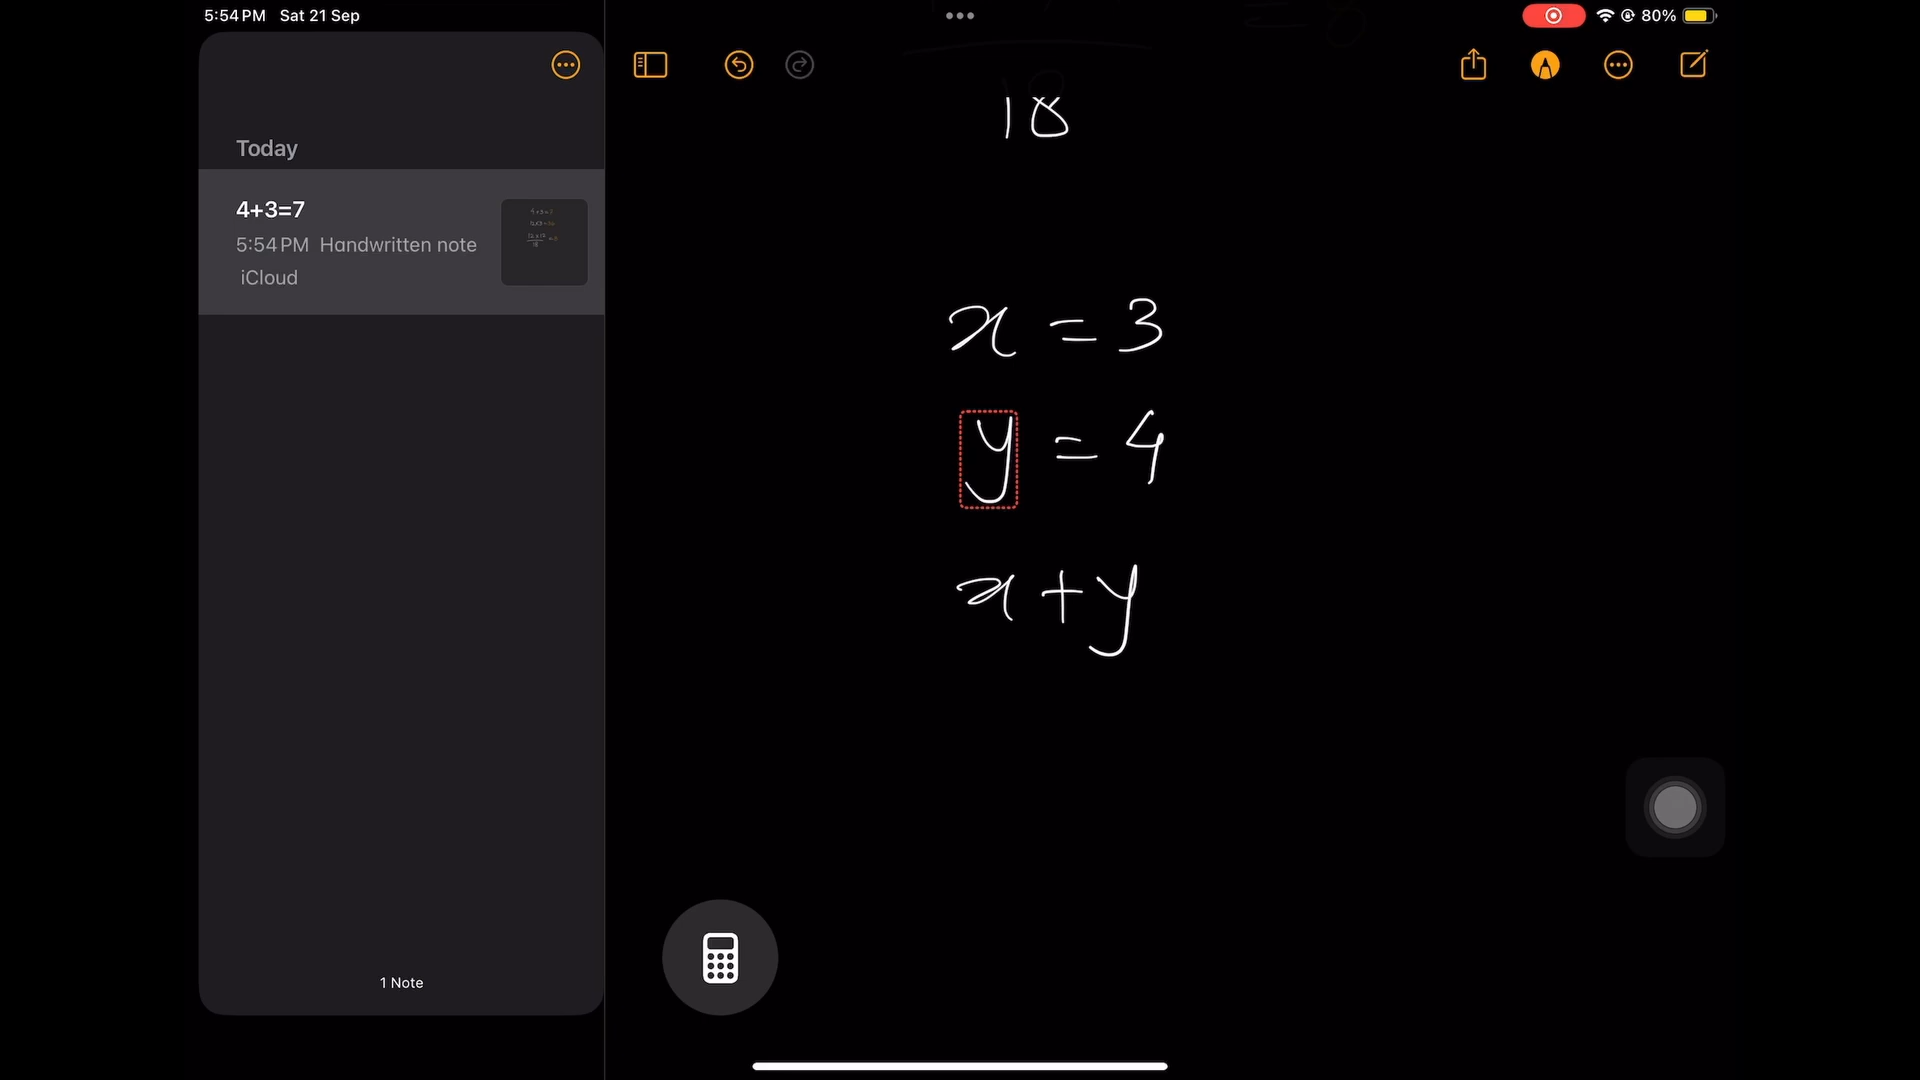 5:54 PM Sat 21 Sep
80%
Today
4+3=7
5:54 PM Handwritten note
iCloud
1 Note
18
x = 3
y = 4
x + y